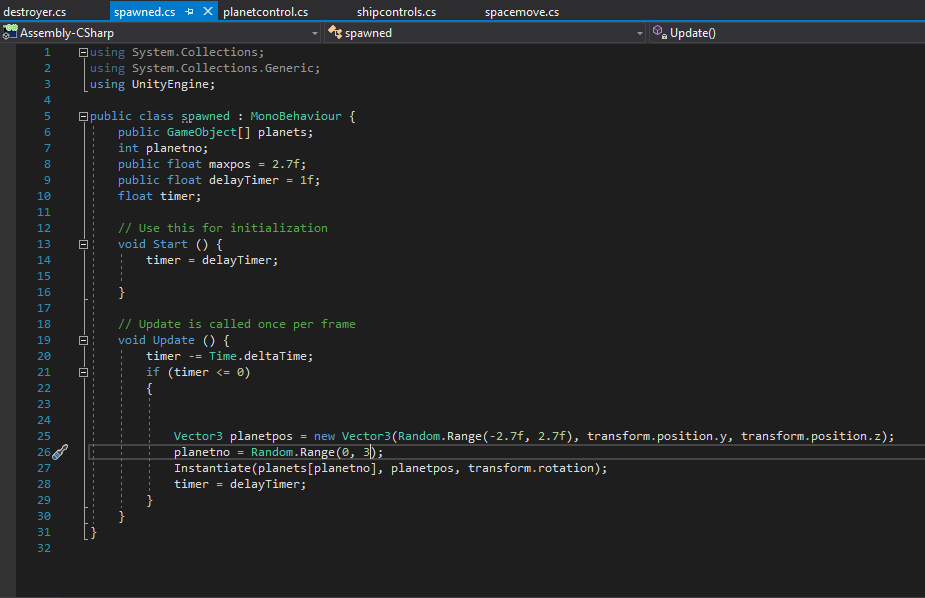 destroyer.cs spawned.cs planetcontrol.cs shipcontrols.cs spacemove.cs
Assembly-CSharp spawned Update()
1 using System.Collections;
2 using System.Collections.Generic;
3 using UnityEngine;
4
5 public class spawned : MonoBehaviour {
6 public GameObject[] planets;
7 int planetno;
8 public float maxpos = 2.7f;
9 public float delayTimer = 1f;
10 float timer;
11
12 // Use this for initialization
13 void Start () {
14 timer = delayTimer;
15
16 }
17
18 // Update is called once per frame
19 void Update () {
20 timer -= Time.deltaTime;
21 if (timer <= 0)
22 {
23
24
25 Vector3 planetpos = new Vector3(Random.Range(-2.7f, 2.7f), transform.position.y, transform.position.z);
26 planetno = Random.Range(0, 3);
27 Instantiate(planets[planetno], planetpos, transform.rotation);
28 timer = delayTimer;
29 }
30 }
31 }
32